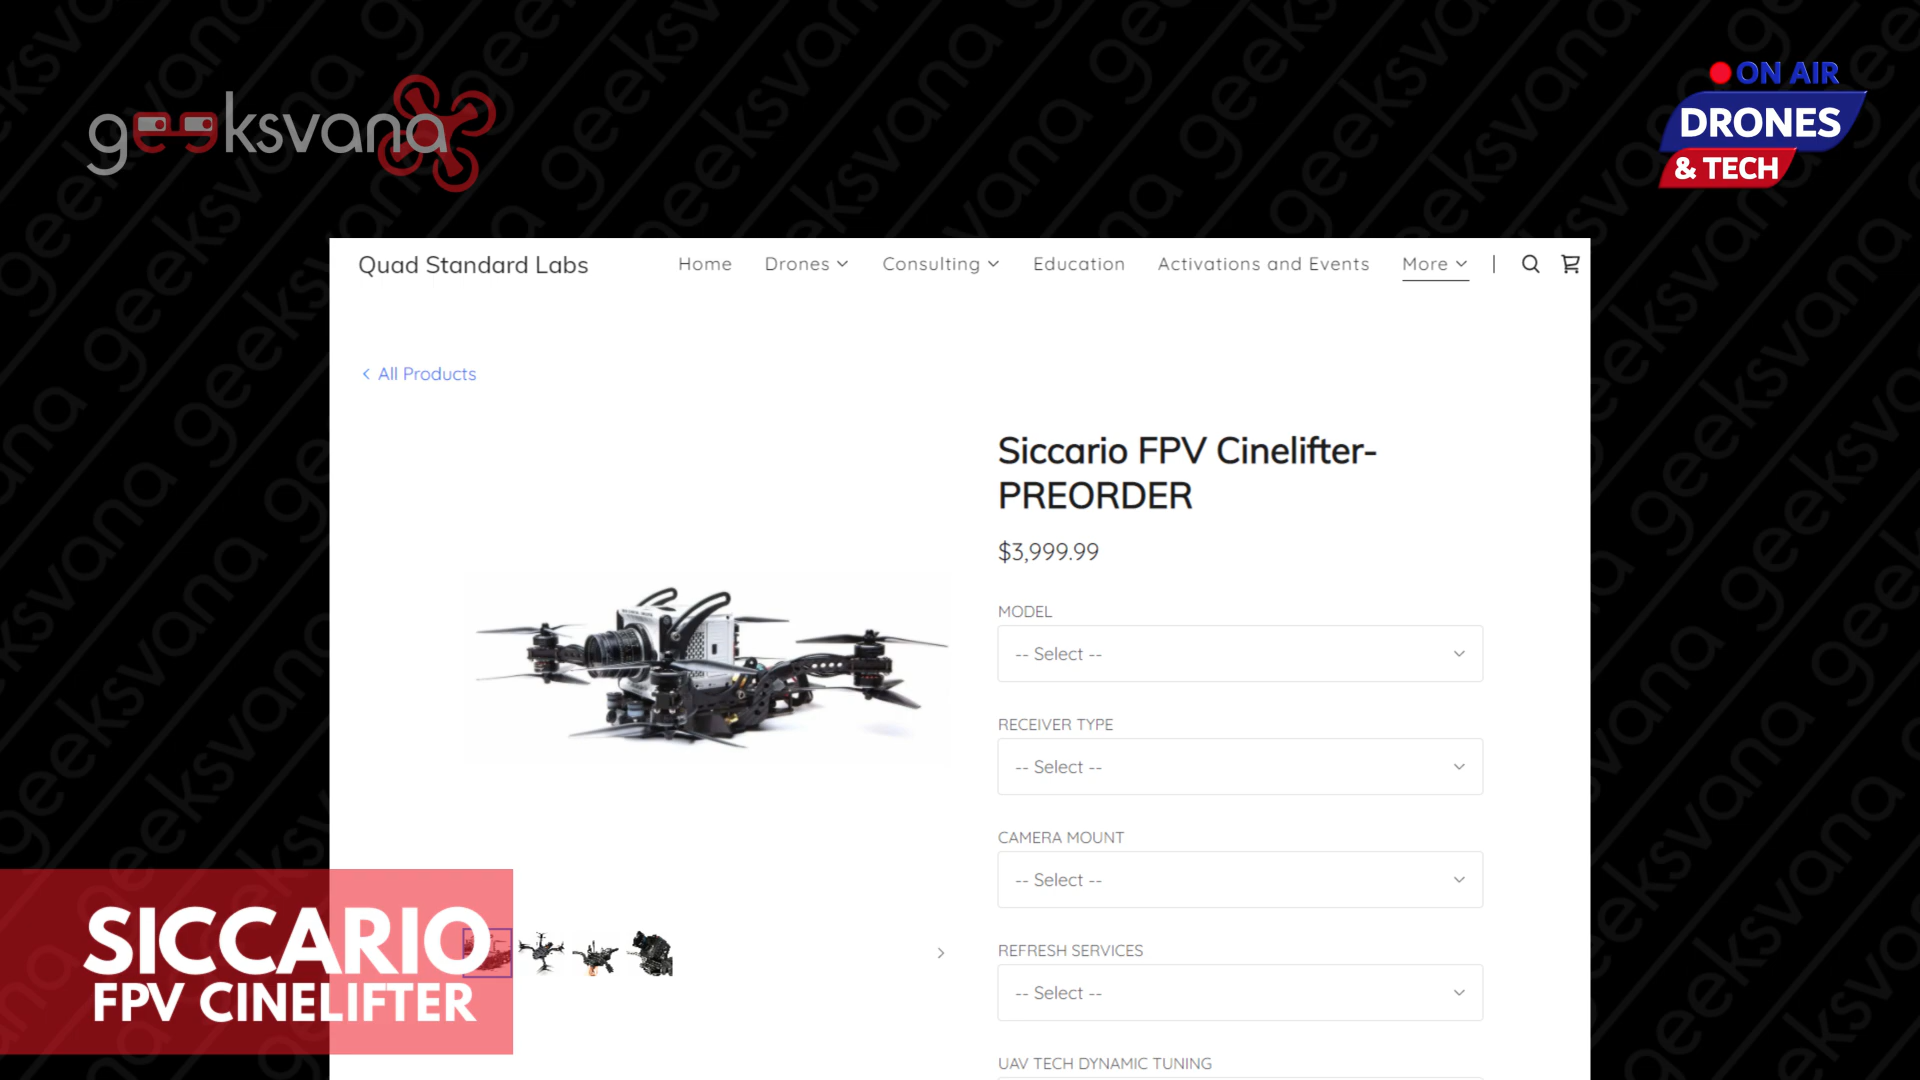 geeksvana
ON AIR
DRONES
& TECH
Quad Standard Labs
Home
Drones
Consulting
Education
Activations and Events
More
All Products
Siccario FPV Cinelifter-
PREORDER
$3,999.99
MODEL
-- Select --
RECEIVER TYPE
-- Select --
CAMERA MOUNT
-- Select --
REFRESH SERVICES
-- Select --
UAV TECH DYNAMIC TUNING
SICCARIO
FPV CINELIFTER